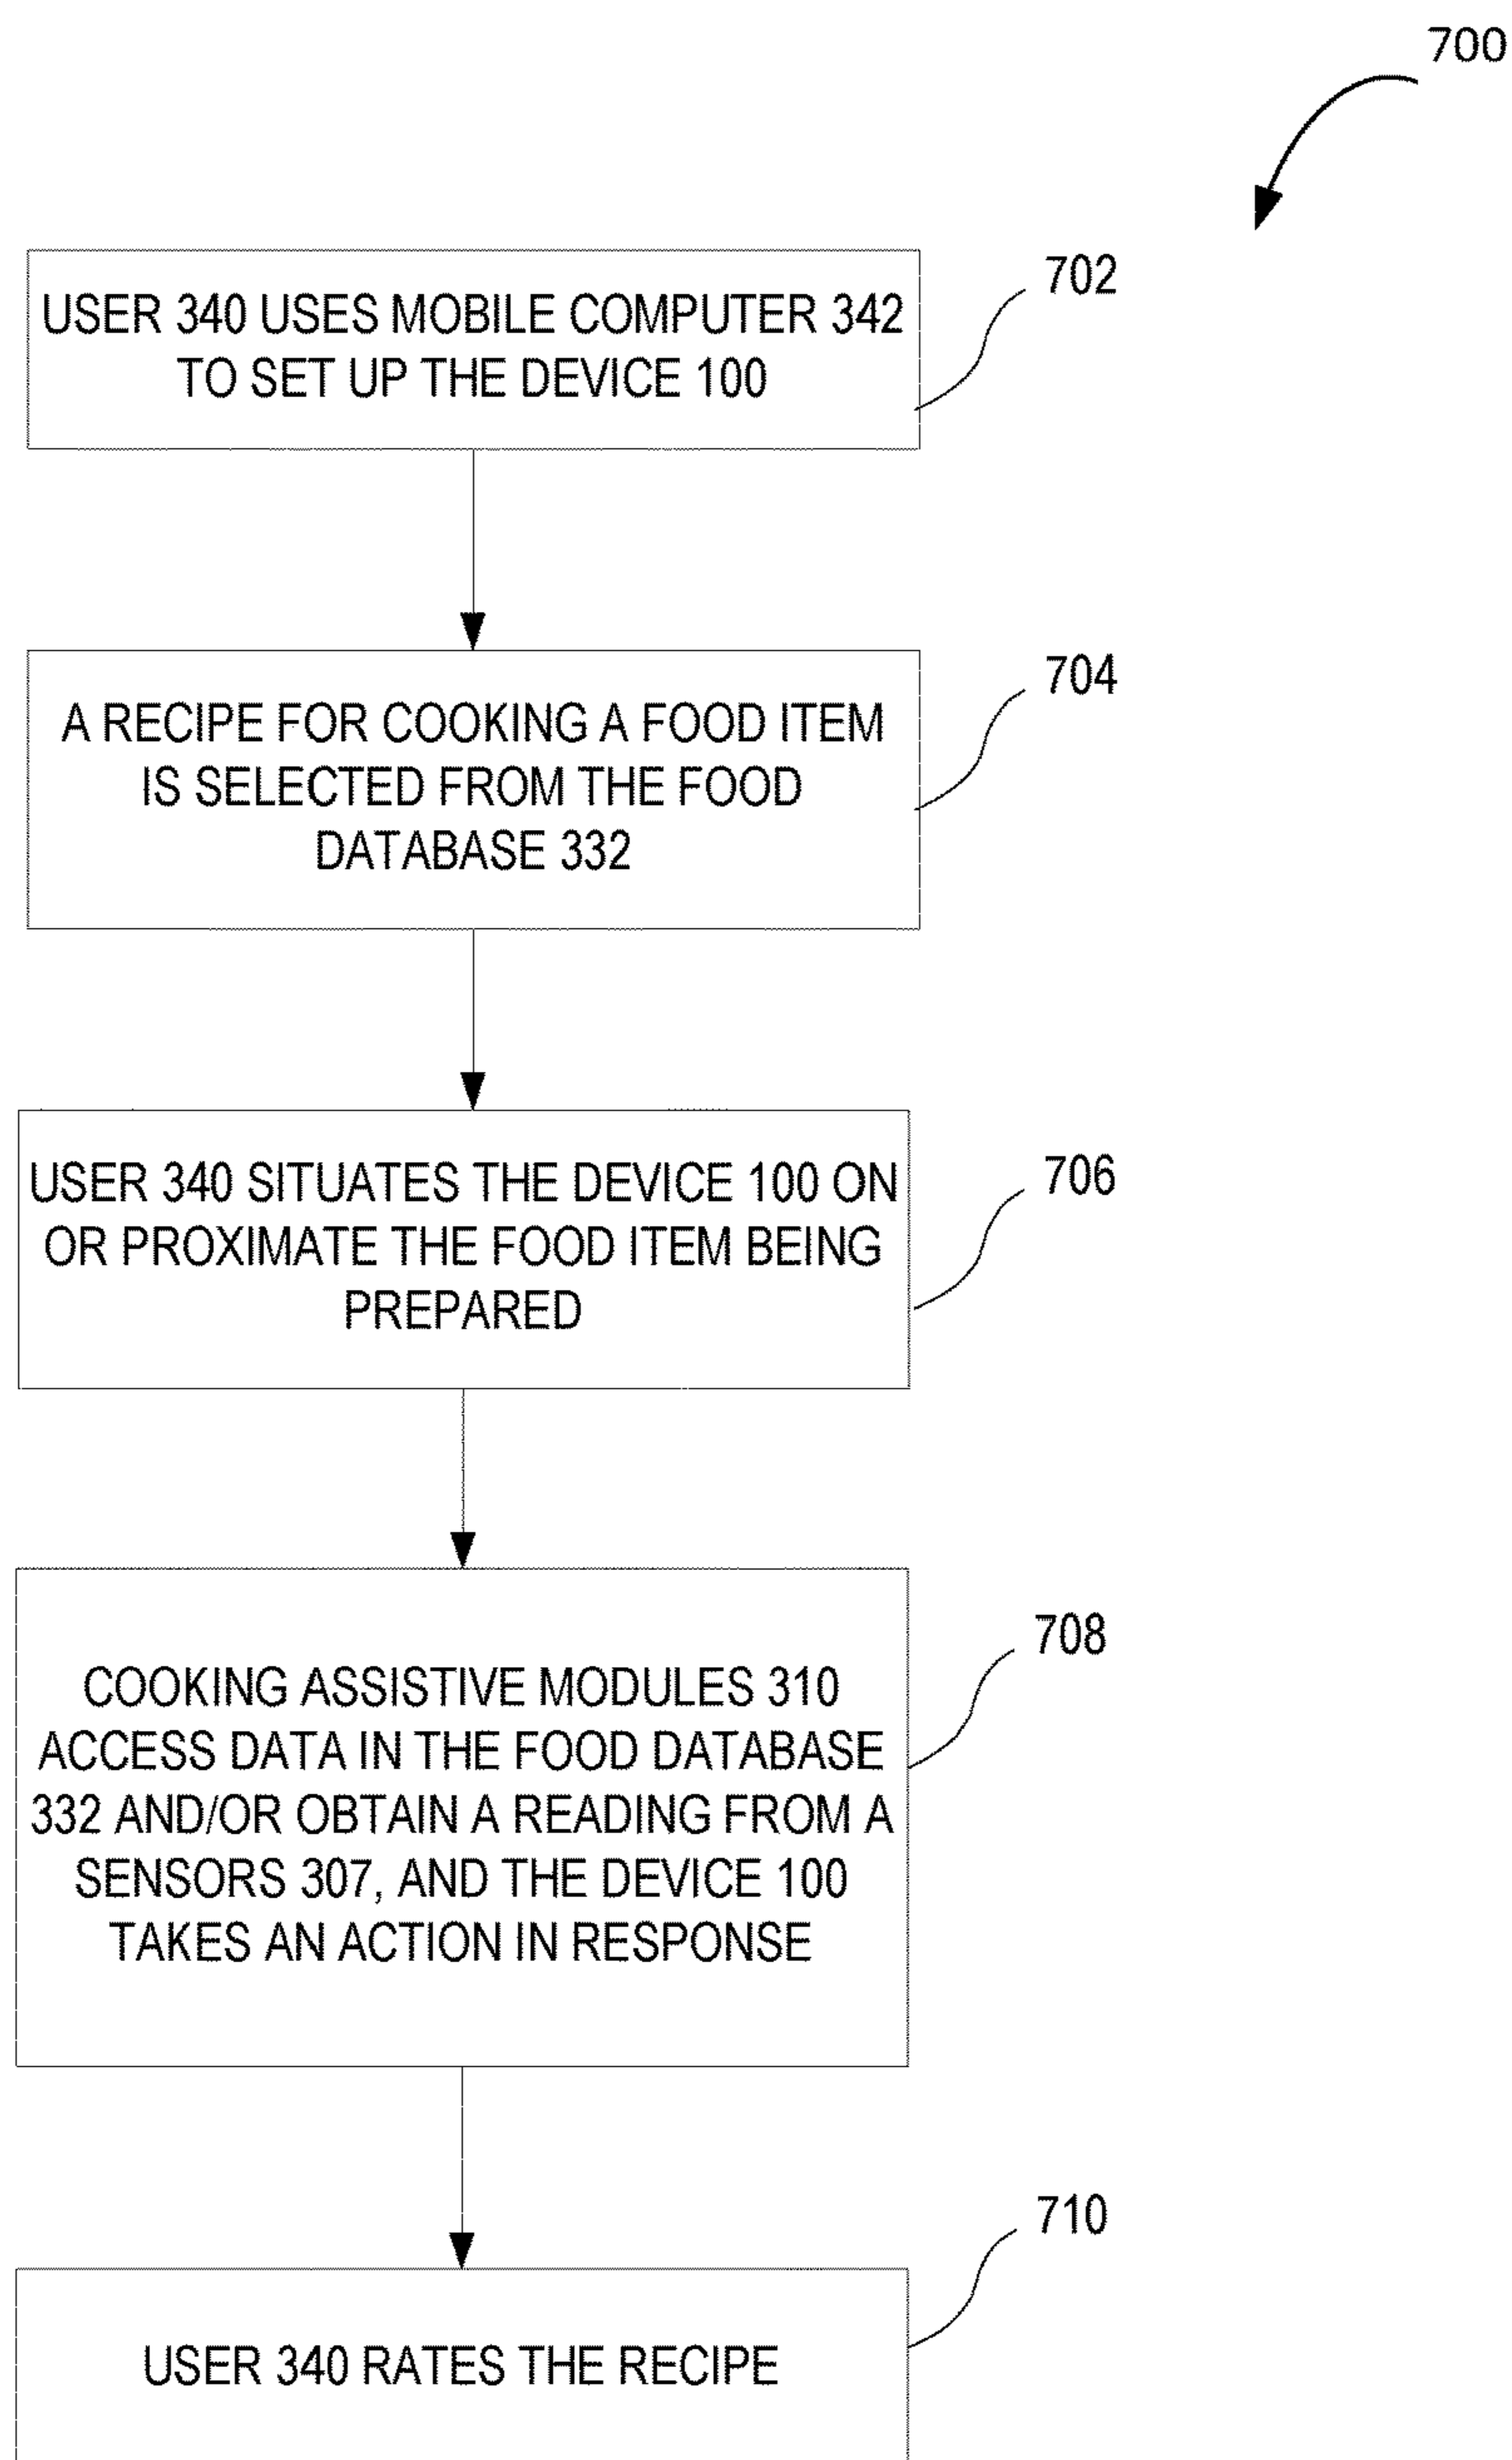 700
USER 340 USES MOBILE COMPUTER 342
TO SET UP THE DEVICE 100
702
A RECIPE FOR COOKING A FOOD ITEM
IS SELECTED FROM THE FOOD
DATABASE 332
704
USER 340 SITUATES THE DEVICE 100 ON
OR PROXIMATE THE FOOD ITEM BEING
PREPARED
706
COOKING ASSISTIVE MODULES 310
ACCESS DATA IN THE FOOD DATABASE
332 AND/OR OBTAIN A READING FROM A
SENSORS 307, AND THE DEVICE 100
TAKES AN ACTION IN RESPONSE
708
USER 340 RATES THE RECIPE
710